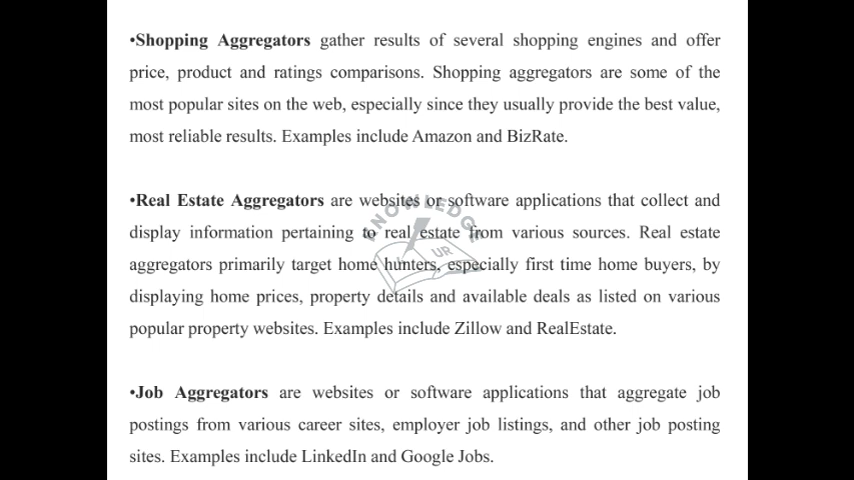 •Shopping Aggregators gather results of several shopping engines and offer
price, product and ratings comparisons. Shopping aggregators are some of the
most popular sites on the web, especially since they usually provide the best value,
most reliable results. Examples include Amazon and BizRate.
•Real Estate Aggregators are websites or software applications that collect and
display information pertaining to real estate from various sources. Real estate
aggregators primarily target home hunters, especially first time home buyers, by
displaying home prices, property details and available deals as listed on various
popular property websites. Examples include Zillow and RealEstate.
•Job Aggregators are websites or software applications that aggregate job
postings from various career sites, employer job listings, and other job posting
sites. Examples include LinkedIn and Google Jobs.
KNOWLEDGE
UR